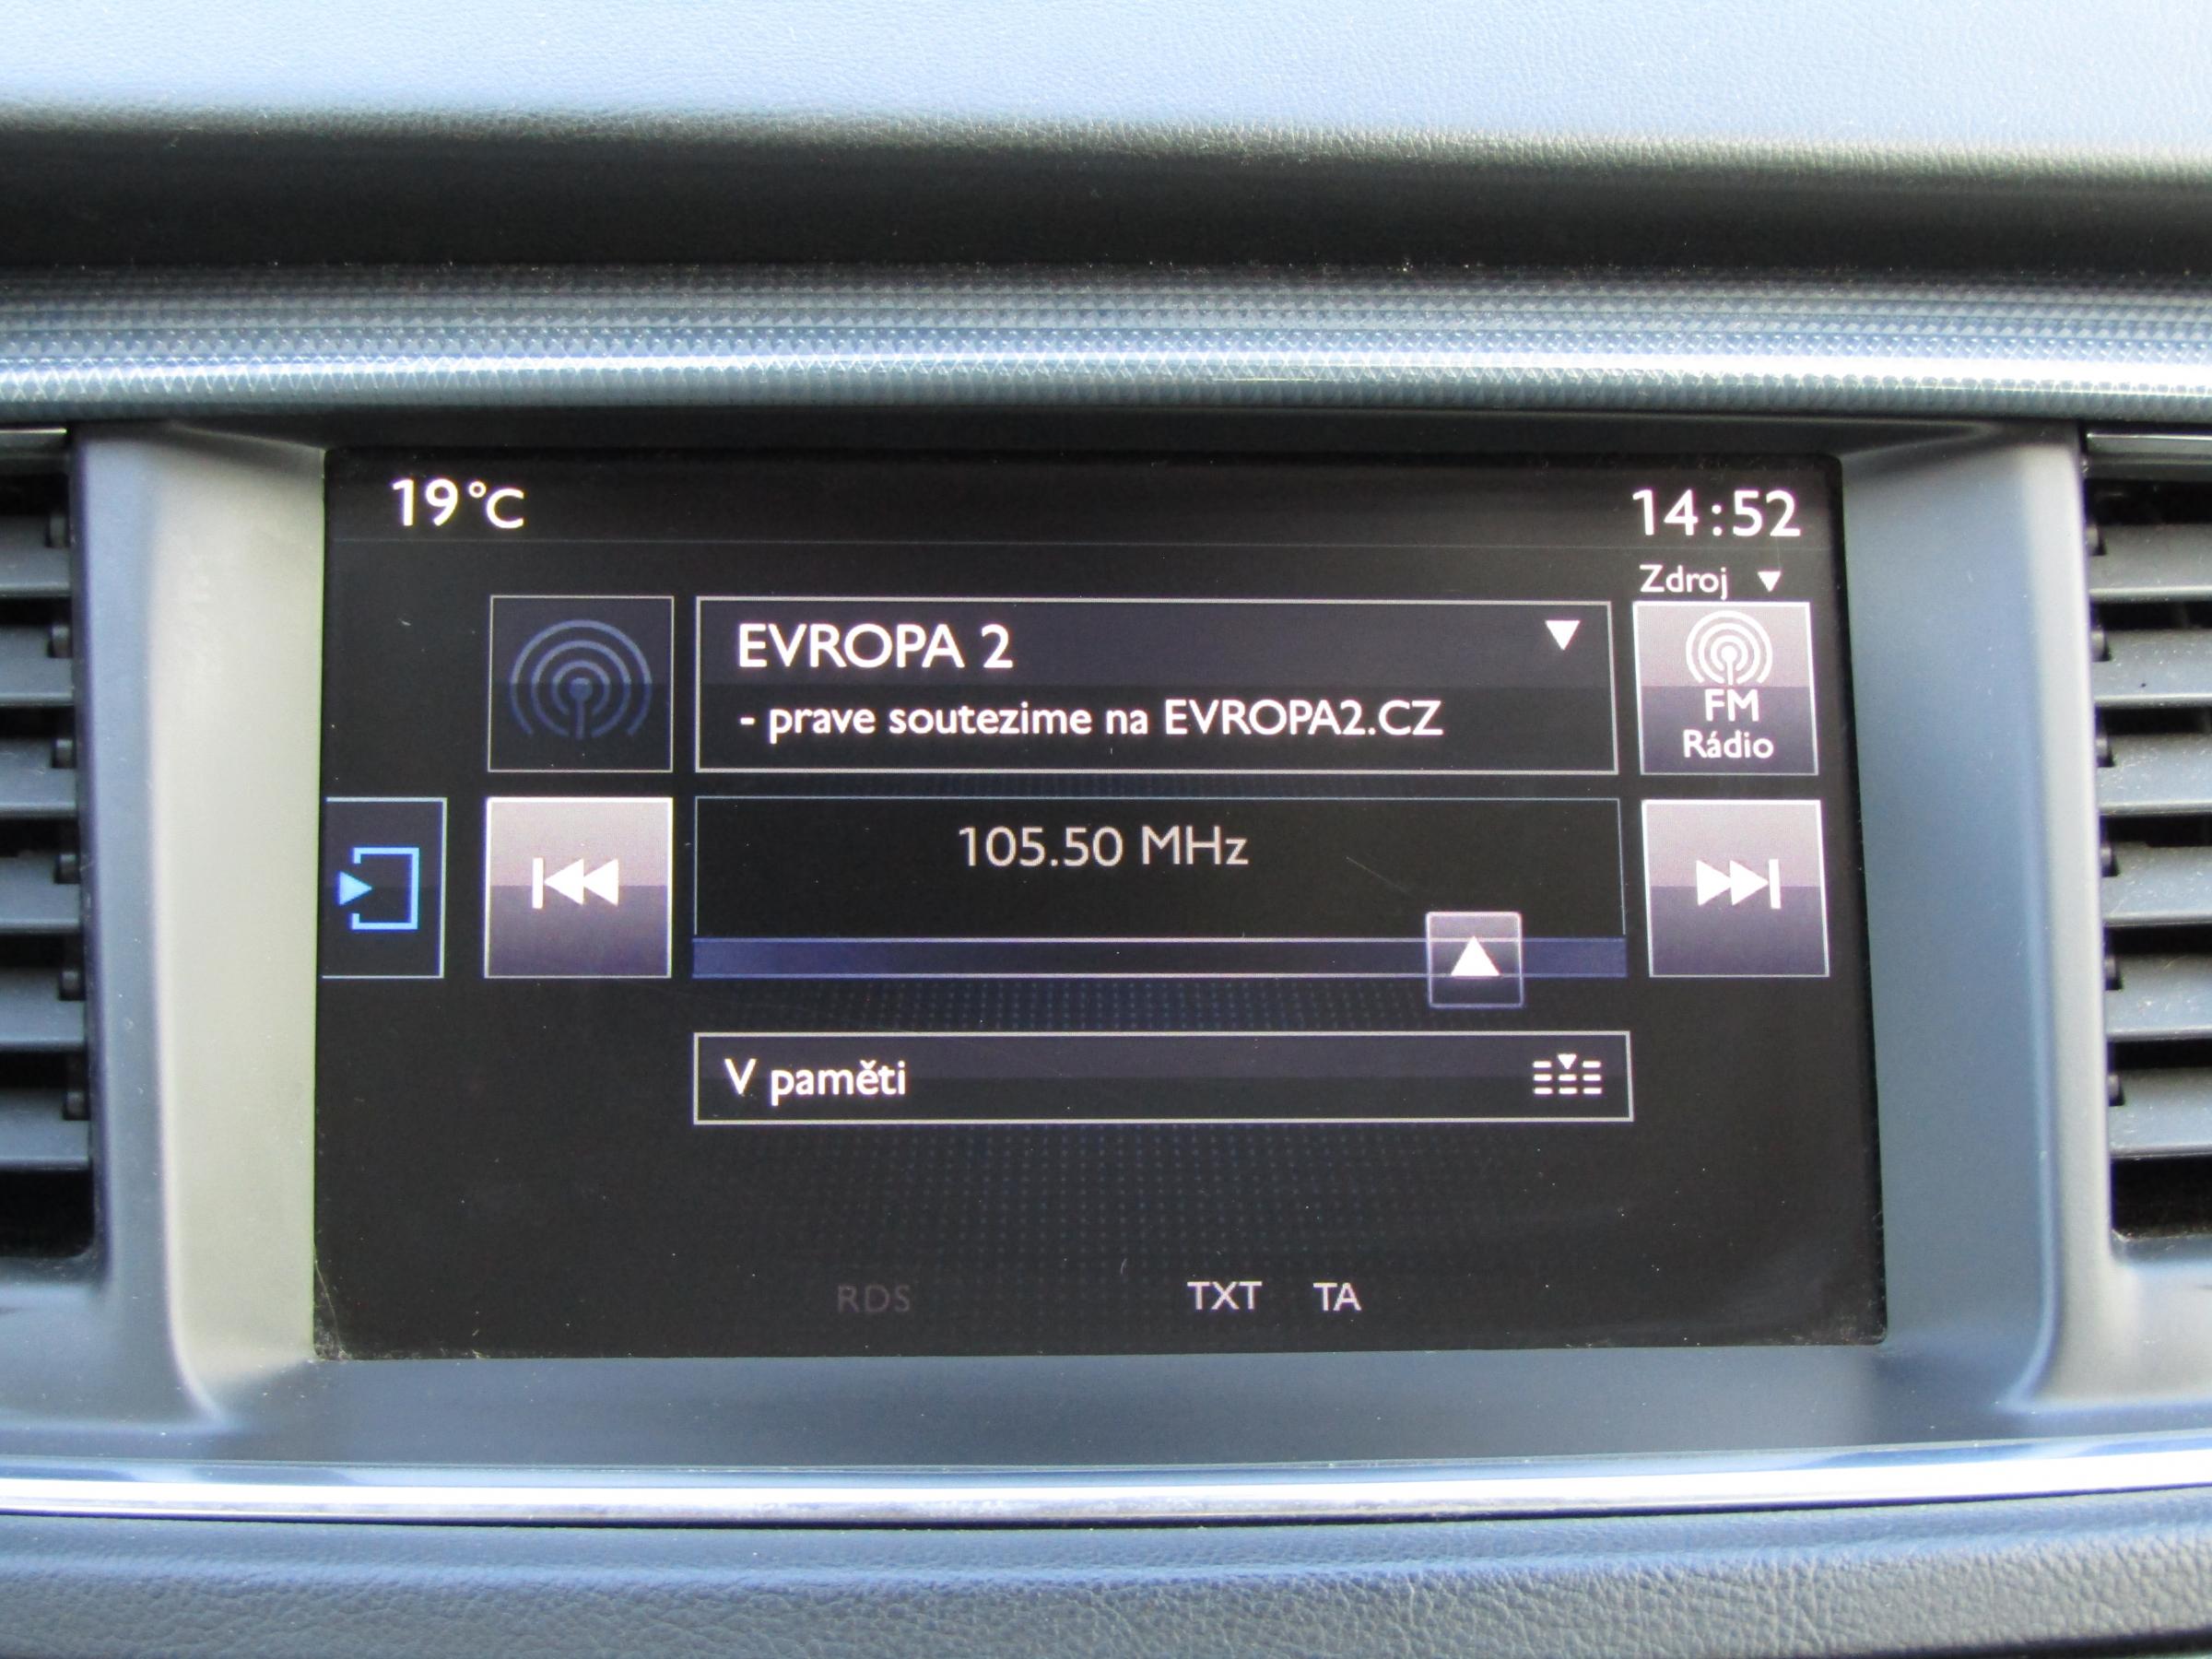 19°C
14:52
Zdroj
EVROPA 2
- prave soutezime na EVROPA2.CZ
FM
Rádio
105.50 MHz
V paměti
RDS TXT TA